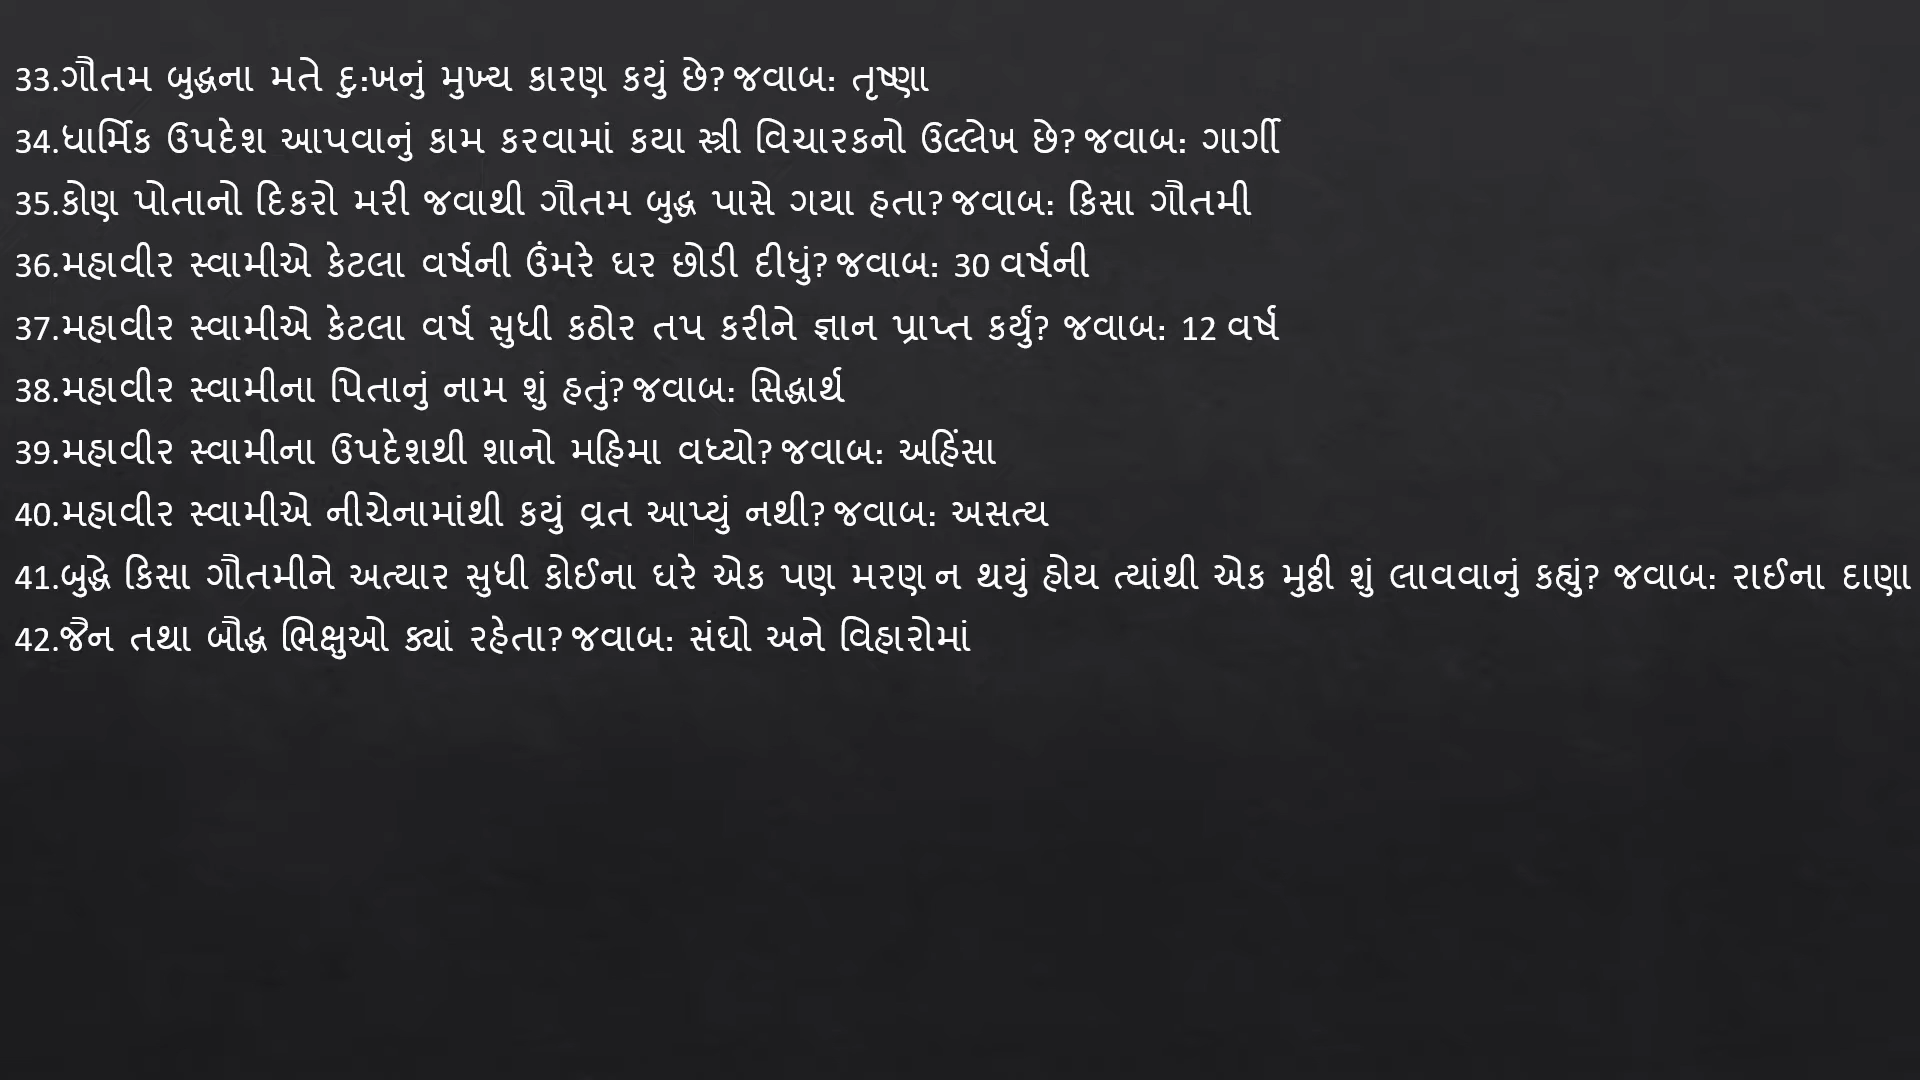 33.ગૌતમ બુદ્ધના મતે દુ:ખનું મુખ્ય કારણ કયું છે? જવાબ: તૃષ્ણા
34.ધાર્મિક ઉપદેશ આપવાનું કામ કરવામાં કયા સ્ત્રી વિચારકનો ઉલ્લેખ છે? જવાબ: ગાર્ગી
35.કોણ પોતાનો દિકરો મરી જવાથી ગૌતમ બુદ્ધ પાસે ગયા હતા? જવાબ: કિસા ગૌતમી
36.મહાવીર સ્વામીએ કેટલા વર્ષની ઉંમરે ઘર છોડી દીધું? જવાબ: 30 વર્ષની
37.મહાવીર સ્વામીએ કેટલા વર્ષ સુધી કઠોર તપ કરીને જ્ઞાન પ્રાપ્ત કર્યું? જવાબ: 12 વર્ષ
38.મહાવીર સ્વામીના પિતાનું નામ શું હતું? જવાબ: સિદ્ધાર્થ
39.મહાવીર સ્વામીના ઉપદેશથી શાનો મહિમા વધ્યો? જવાબ: અહિંસા
40.મહાવીર સ્વામીએ નીચેનામાંથી કયું વ્રત આપ્યું નથી? જવાબ: અસત્ય
41.બુદ્ધે કિસા ગૌતમીને અત્યાર સુધી કોઈના ઘરે એક પણ મરણ ન થયું હોય ત્યાંથી એક મુઠ્ઠી શું લાવવાનું કહ્યું? જવાબ: રાઈના દાણા
42.જૈન તથા બૌદ્ધ ભિક્ષુઓ ક્યાં રહેતા? જવાબ: સંઘો અને વિહારોમાં